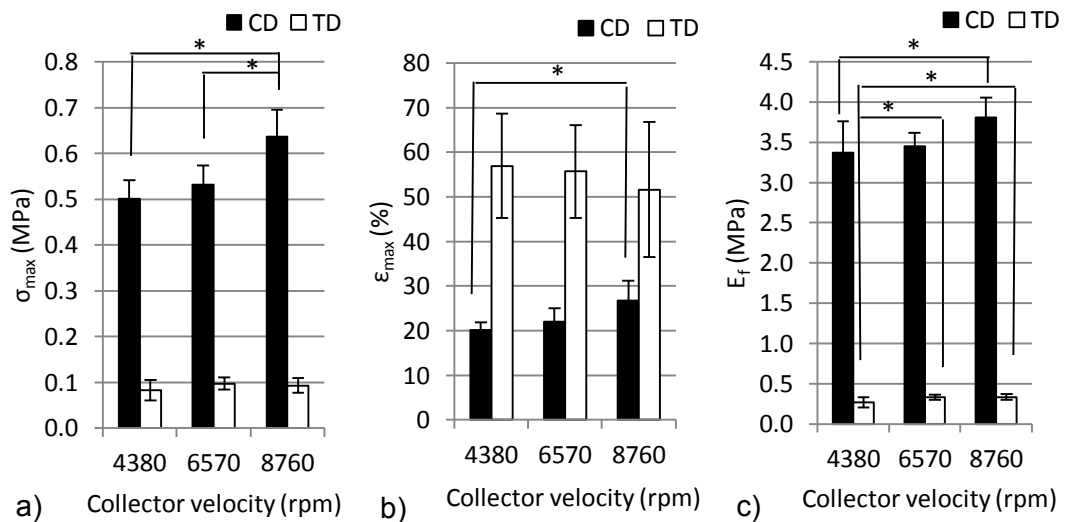 ■ CD □ TD
*
*
0.8
0.7
0.6
0.5
0.4
0.3
0.2
0.1
0.0
σmax (MPa)
4380 6570 8760
Collector velocity (rpm)
a)
■ CD □ TD
*
80
70
60
50
40
30
20
10
0
εmax (%)
4380 6570 8760
Collector velocity (rpm)
b)
■ CD □ TD
*
*
*
4.5
4.0
3.5
3.0
2.5
2.0
1.5
1.0
0.5
0.0
Ef (MPa)
4380 6570 8760
Collector velocity (rpm)
c)